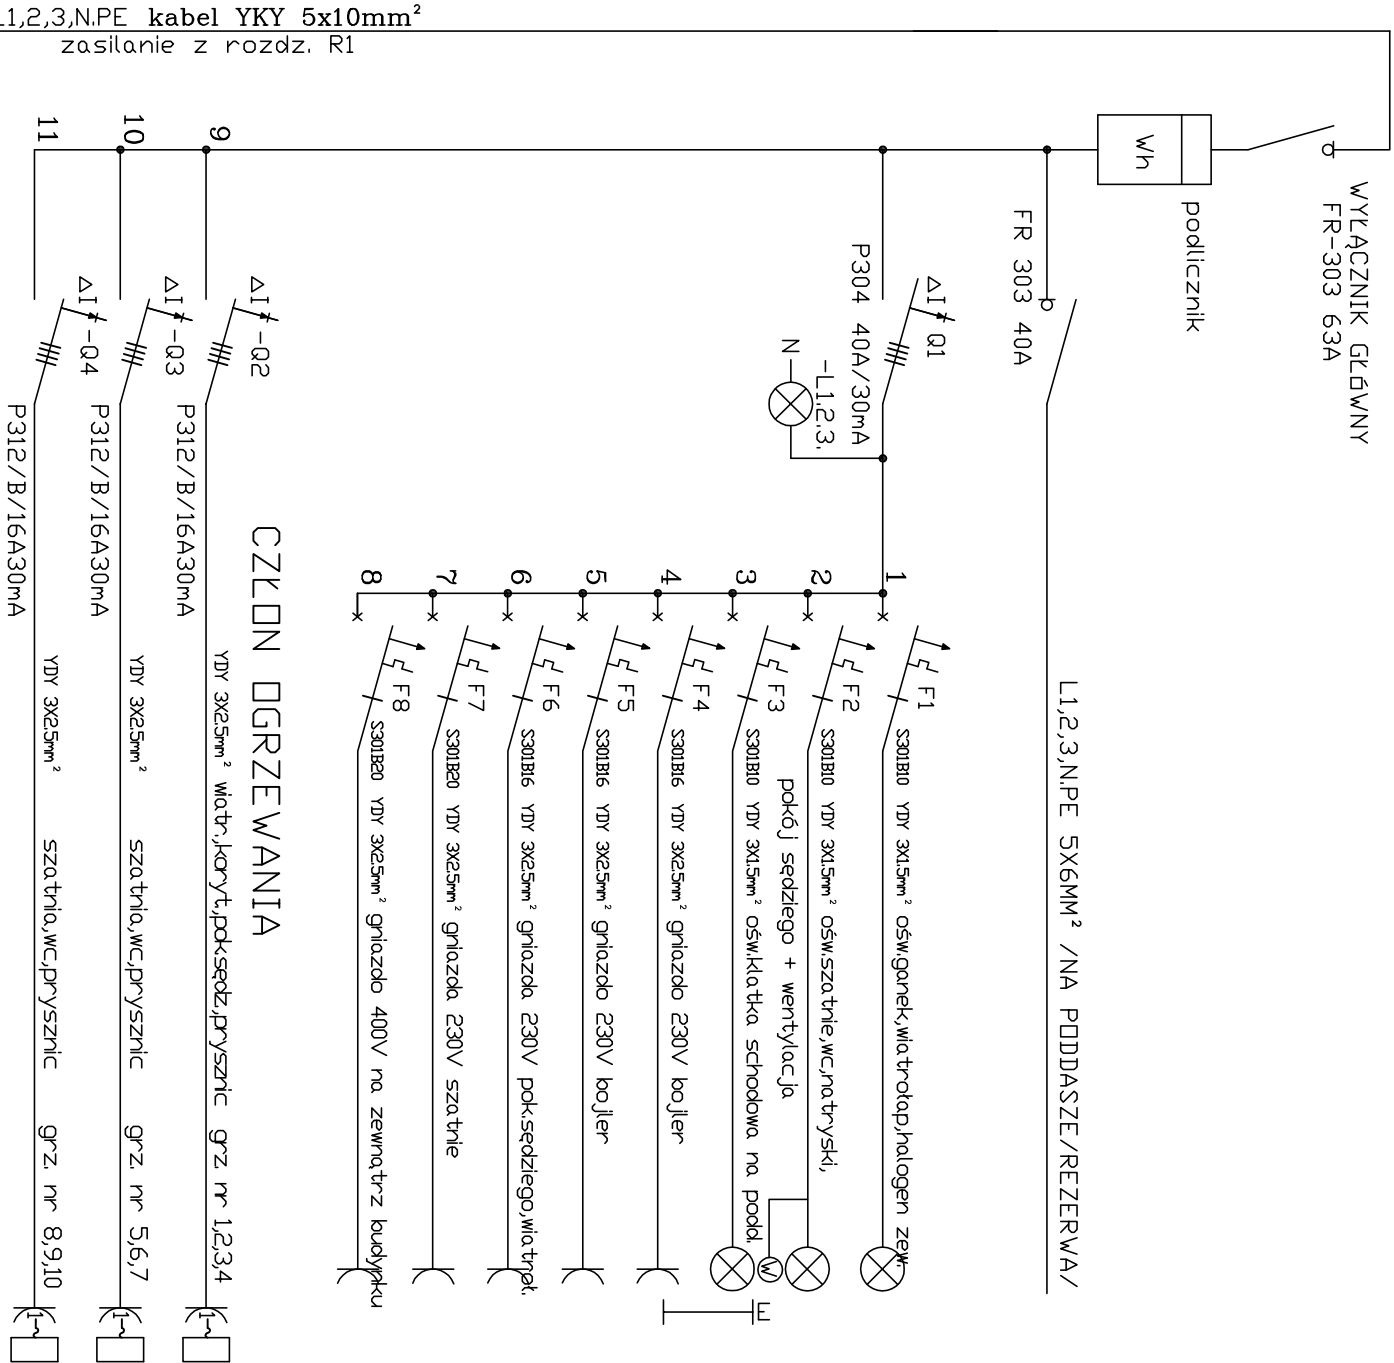 L1,2,3,N.PE kabel YKY 5x10mm²
zasilanie z rozdz. R1
WYŁĄCZNIK GŁÓWNY
FR-303 63A
podlicznik
Wh
FR 303 40A
L1,2,3,N.PE 5X6MM² /NA PODDASZE/REZERWA/
ΔI Q1
P304 40A/30mA
-L1,2,3,
N
1
F1
S301B10 YDY 3X1.5mm² ośw.ganek,wiatrołap,halogen zew.
2
F2
S301B10 YDY 3X1.5mm² ośw.szatnie,wc,natryski,
pokój sędziego + wentylacja
W
3
F3
S301B10 YDY 3X1.5mm² ośw.klatka schodowa na podd.
E
4
F4
S301B16 YDY 3X2.5mm² gniazdo 230V bojler
5
F5
S301B16 YDY 3X2.5mm² gniazdo 230V bojler
6
F6
S301B16 YDY 3X2.5mm² gniazda 230V pok.sędziego,wiatroł.
7
F7
S301B20 YDY 3X2.5mm² gniazda 230V szatnie
8
F8
S301B20 YDY 3X2.5mm² gniazdo 400V na zewnątrz budynku
CZŁON OGRZEWANIA
9
ΔI -Q2
P312/B/16A30mA
YDY 3X2.5mm² wiatr.,koryt,pok.sędz,prysznic grz. nr 1,2,3,4
1
10
ΔI -Q3
P312/B/16A30mA
YDY 3X2.5mm² szatnia,wc,prysznic grz. nr 5,6,7
1
11
ΔI -Q4
P312/B/16A30mA
YDY 3X2.5mm² szatnia,wc,prysznic grz. nr 8,9,10
1